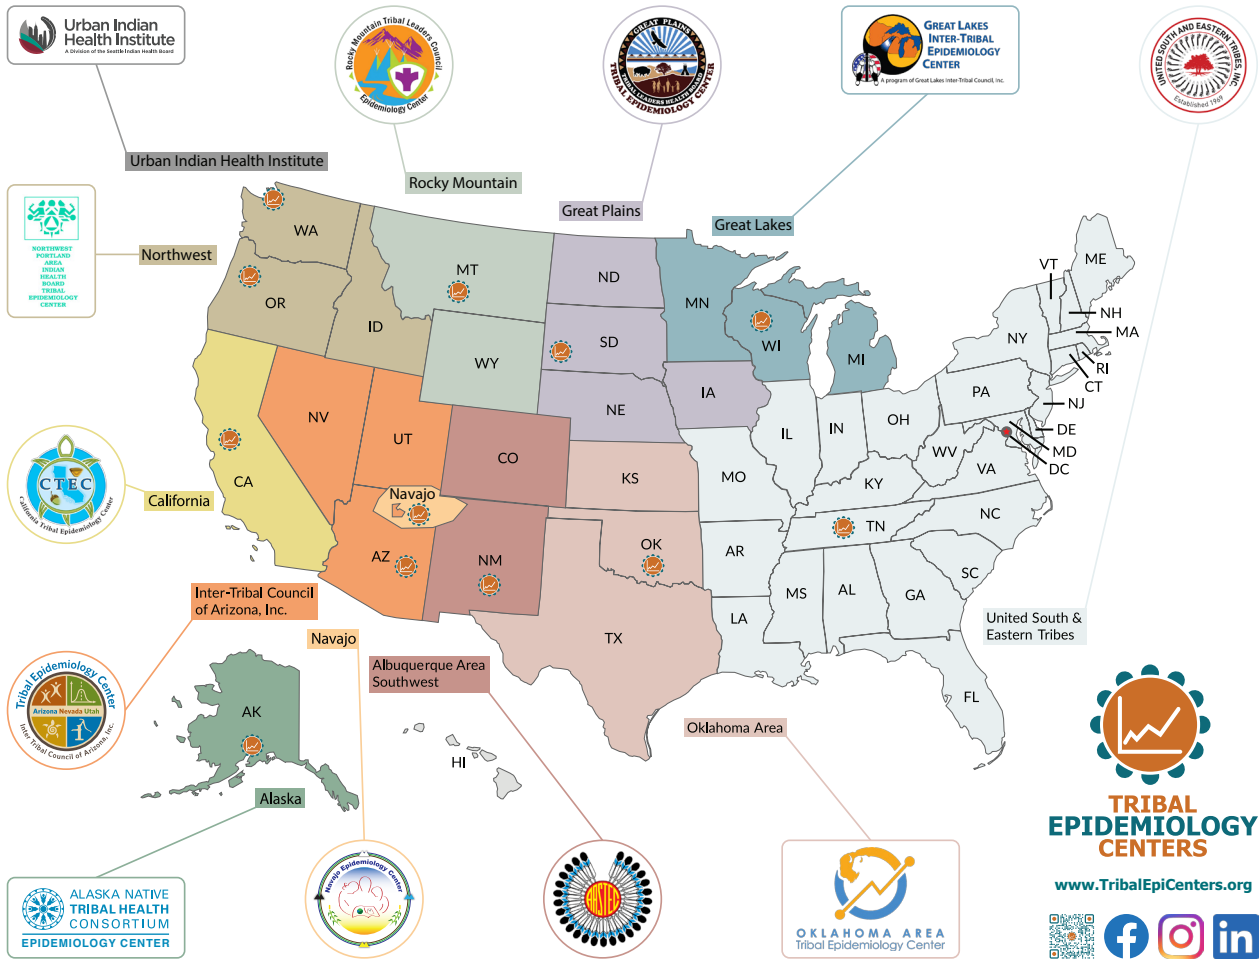 Urban Indian
Health Institute
A Division of the Seattle Indian Health Board
Rocky Mountain Tribal Leaders Council
Epidemiology Center
GREAT PLAINS
TRIBAL LEADERS HEALTH BOARD
TRIBAL EPIDEMIOLOGY CENTER
GREAT LAKES
INTER-TRIBAL
EPIDEMIOLOGY
CENTER
A program of Great Lakes Inter-Tribal Council, Inc.
UNITED SOUTH AND EASTERN TRIBES, INC
Established 1969
Urban Indian Health Institute
Rocky Mountain
Great Plains
Great Lakes
NORTHWEST
PORTLAND
AREA
INDIAN
HEALTH
BOARD
TRIBAL
EPIDEMIOLOGY
CENTER
Northwest
WA
OR
ID
MT
WY
ND
SD
NE
IA
MN
WI
MI
VT
ME
NH
MA
NY
RI
CT
PA
NJ
DE
MD
DC
NV
UT
CO
KS
MO
IL
IN
OH
WV
VA
KY
NC
TN
SC
CA
AZ
Navajo
NM
OK
TX
AR
LA
MS
AL
GA
FL
AK
HI
CTEC
California Tribal Epidemiology Center
California
Inter-Tribal Council
of Arizona, Inc.
Navajo
Albuquerque Area
Southwest
Oklahoma Area
United South &
Eastern Tribes
Alaska
Tribal Epidemiology Center
Arizona Nevada Utah
Inter Tribal Council of Arizona, Inc.
ALASKA NATIVE
TRIBAL HEALTH
CONSORTIUM
EPIDEMIOLOGY CENTER
Navajo Epidemiology Center
AASTEC
OKLAHOMA AREA
Tribal Epidemiology Center
TRIBAL
EPIDEMIOLOGY
CENTERS
www.TribalEpiCenters.org